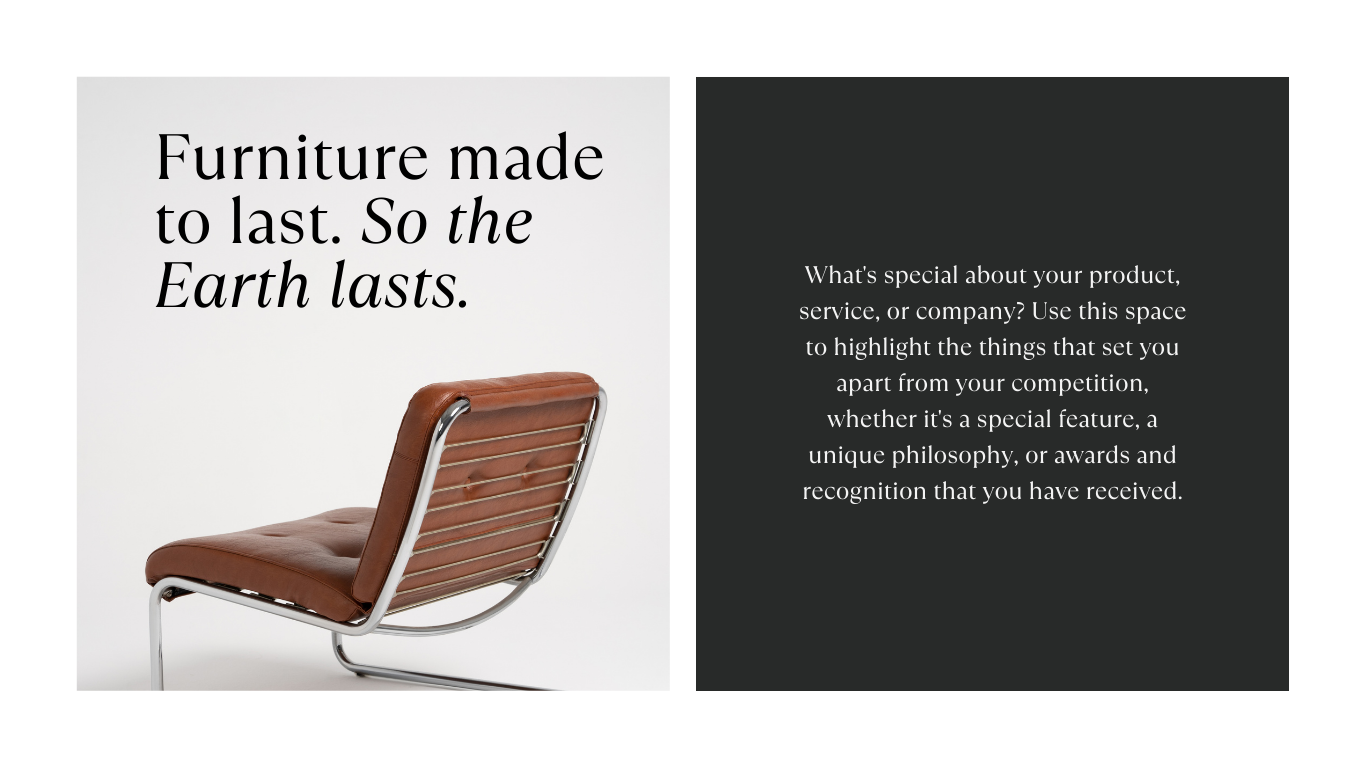 Furniture made
to last. So the
Earth lasts.
What's special about your product,
service, or company? Use this space
to highlight the things that set you
apart from your competition,
whether it's a special feature, a
unique philosophy, or awards and
recognition that you have received.